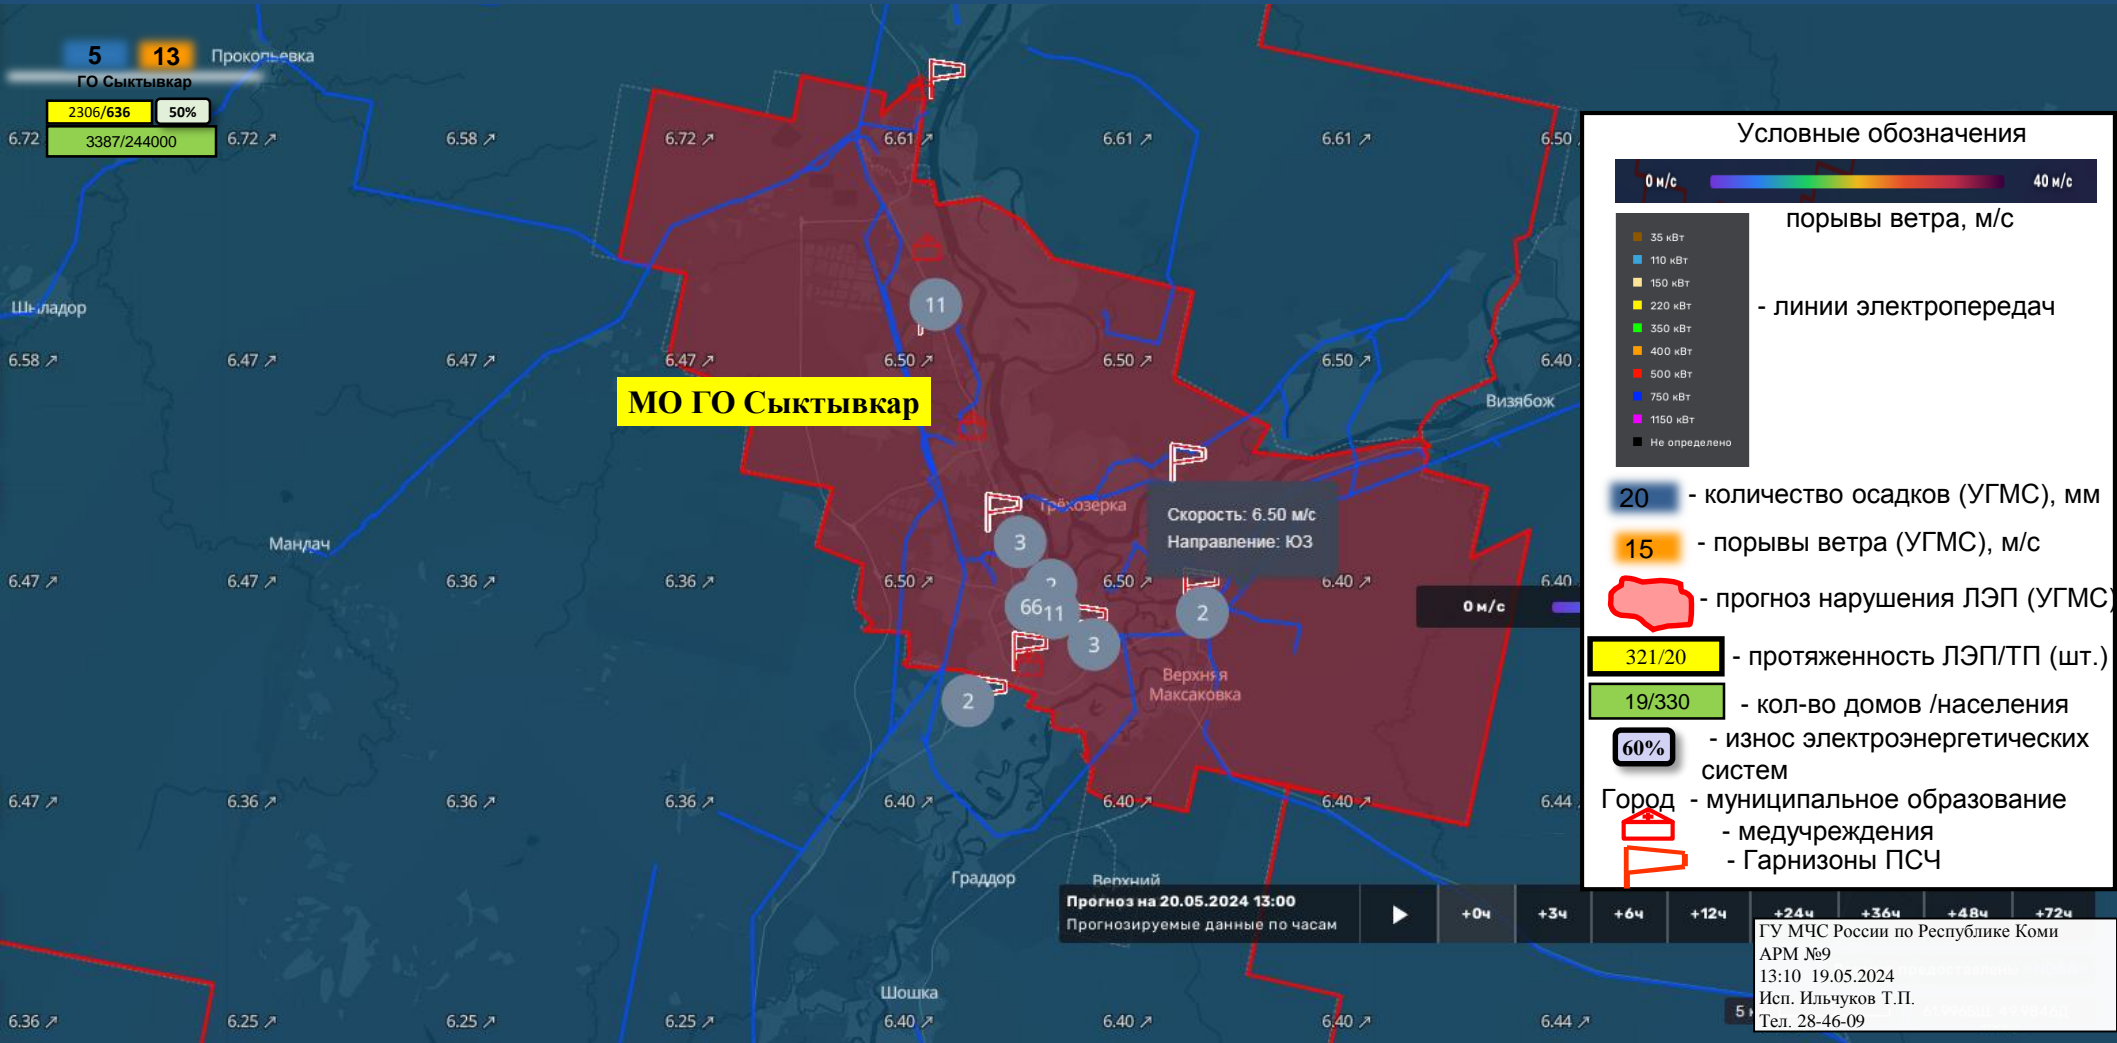 5 13 Прокопьевка
ГО Сыктывкар
2306/636 50%
3387/244000
6.72 6.72 ↗ 6.58 ↗ 6.72 ↗ 6.61 ↗ 6.61 ↗ 6.61 ↗ 6.50
11
Шыладор
6.58 ↗ 6.47 ↗ 6.47 ↗ 6.47 ↗ 6.50 ↗ 6.50 ↗ 6.50 ↗ 6.40
МО ГО Сыктывкар
Визябож
Трёхозерка
Скорость: 6.50 м/с
Направление: ЮЗ
Мандач
3
2
6.47 ↗ 6.47 ↗ 6.36 ↗ 6.36 ↗ 6.50 ↗ 6.50 ↗ 6.40 ↗ 6.40
66 11 2
0 м/с
3
Верхняя
Максаковка
2
6.47 ↗ 6.36 ↗ 6.36 ↗ 6.36 ↗ 6.40 ↗ 6.40 ↗ 6.40 ↗ 6.44
Граддор
Верхний
Прогноз на 20.05.2024 13:00
Прогнозируемые данные по часам
+0ч +3ч +6ч +12ч +24ч +36ч +48ч +72ч
Шошка
6.36 ↗ 6.25 ↗ 6.25 ↗ 6.25 ↗ 6.40 ↗ 6.40 ↗ 6.40 ↗ 6.44 ↗
5
Условные обозначения
0 м/с 40 м/с
порывы ветра, м/с
35 кВт
110 кВт
150 кВт
220 кВт
350 кВт
400 кВт
500 кВт
750 кВт
1150 кВт
Не определено
- линии электропередач
20 - количество осадков (УГМС), мм
15 - порывы ветра (УГМС), м/с
- прогноз нарушения ЛЭП (УГМС)
321/20 - протяженность ЛЭП/ТП (шт.)
19/330 - кол-во домов /населения
60% - износ электроэнергетических
систем
Город - муниципальное образование
- медучреждения
- Гарнизоны ПСЧ
ГУ МЧС России по Республике Коми
АРМ №9
13:10 19.05.2024
Исп. Ильчуков Т.П.
Тел. 28-46-09